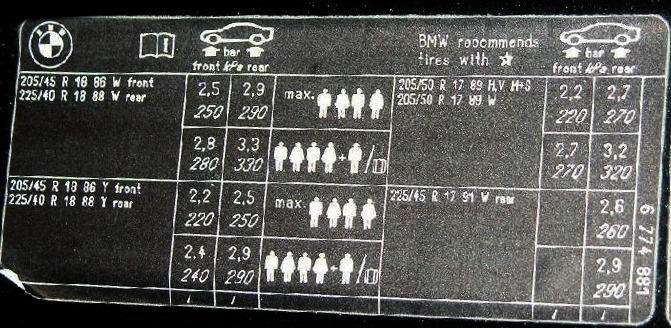 BMW recommends
tires with ☆
bar
front kPa rear
bar
front kPa rear
205/45 R 18 86 W front
225/40 R 18 88 W rear
2,5 2,9
250 290
max.
2,8 3,3
280 330
+ /
205/50 R 17 89 H,V M+S
205/50 R 17 89 W
2,2 2,7
220 270
2,7 3,2
270 320
205/45 R 18 86 Y front
225/40 R 18 88 Y rear
2,2 2,5
220 250
max.
2,4 2,9
240 290
+ /
225/45 R 17 91 W rear
2,6
260
2,9
290
6 774 881